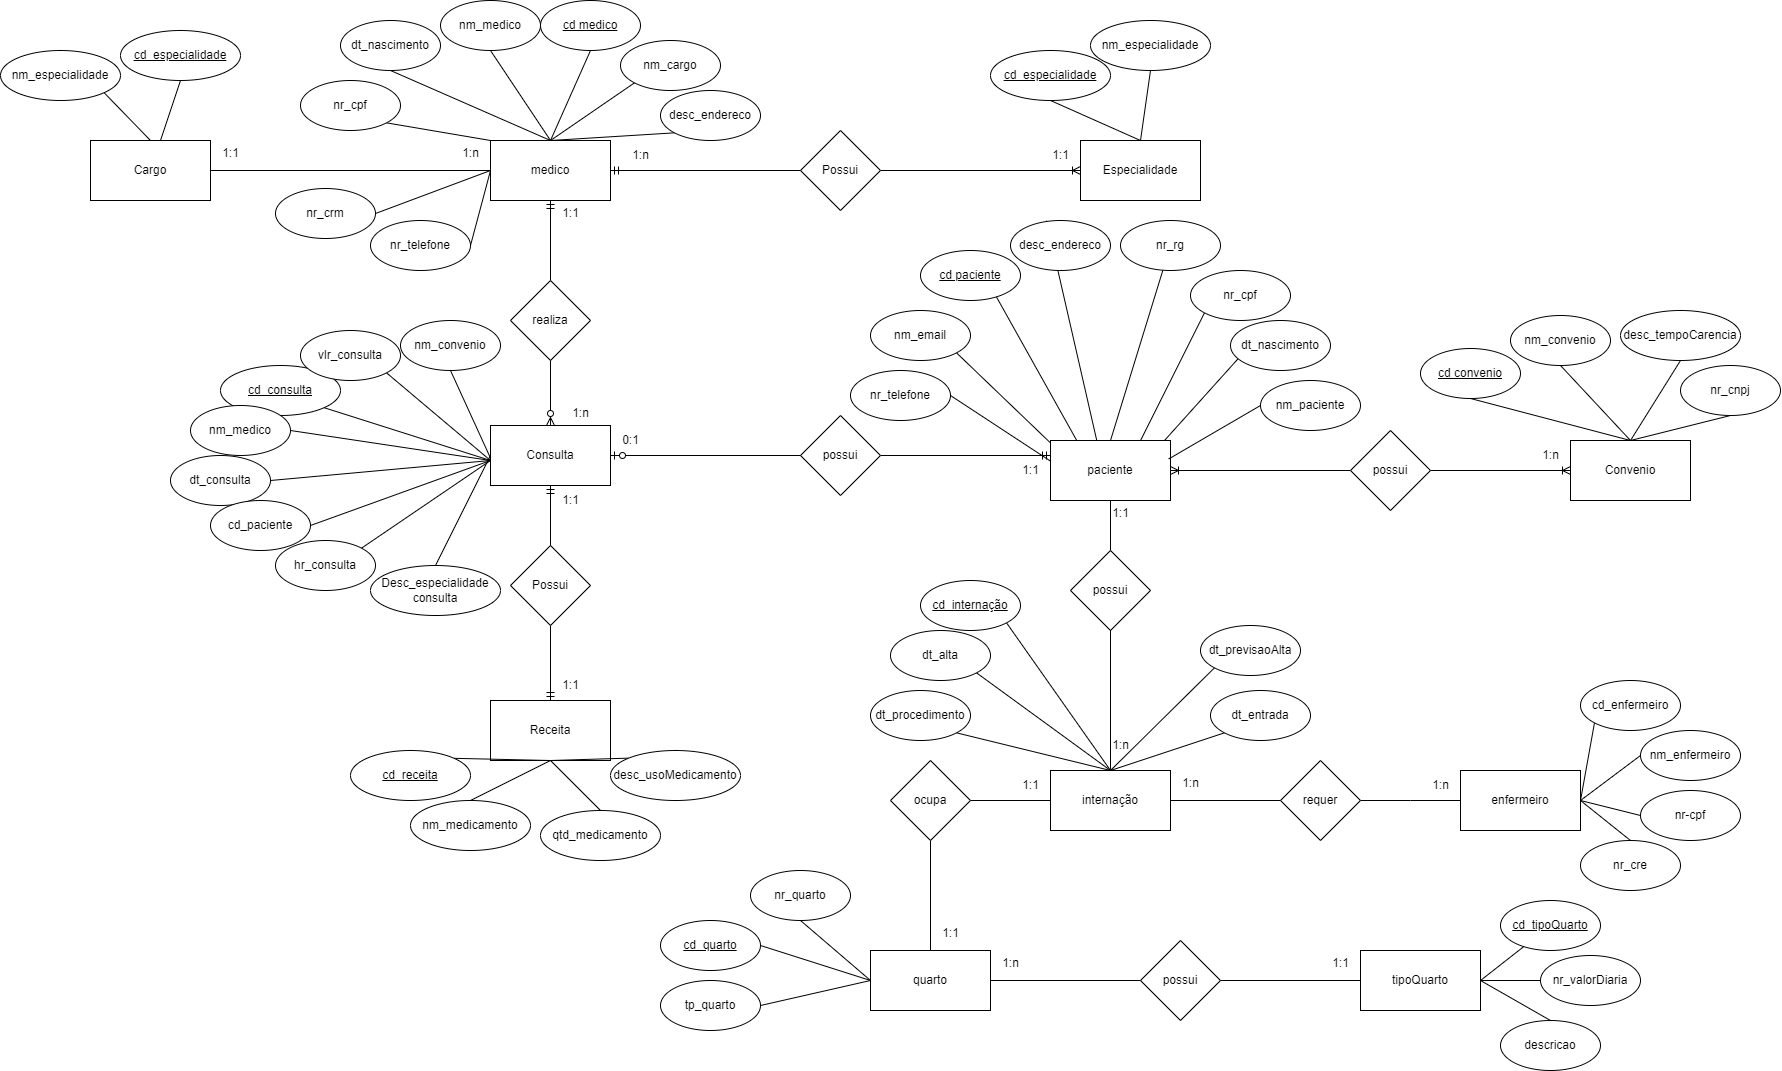 nm_medico
cd medico
dt_nascimento
nm_cargo
nr_cpf
desc_endereco
nm_especialidade
cd_especialidade
nm_especialidade
cd_especialidade
Cargo
1:1
1:n
medico
1:n
Possui
1:1
Especialidade
nr_crm
nr_telefone
1:1
realiza
cd paciente
desc_endereco
nr_rg
nr_cpf
nm_email
dt_nascimento
nr_telefone
nm_paciente
nm_convenio
desc_tempoCarencia
cd convenio
nr_cnpj
vlr_consulta
nm_convenio
cd_consulta
nm_medico
dt_consulta
cd_paciente
hr_consulta
Desc_especialidade
consulta
1:n
Consulta
0:1
possui
1:1
paciente
possui
1:n
Convenio
1:1
Possui
1:1
Receita
cd_receita
desc_usoMedicamento
nm_medicamento
qtd_medicamento
1:1
possui
cd_internação
dt_alta
dt_previsaoAlta
dt_procedimento
dt_entrada
1:n
ocupa
1:1
internação
1:n
requer
1:n
enfermeiro
cd_enfermeiro
nm_enfermeiro
nr-cpf
nr_cre
nr_quarto
cd_quarto
tp_quarto
1:1
quarto
1:n
possui
1:1
tipoQuarto
cd_tipoQuarto
nr_valorDiaria
descricao